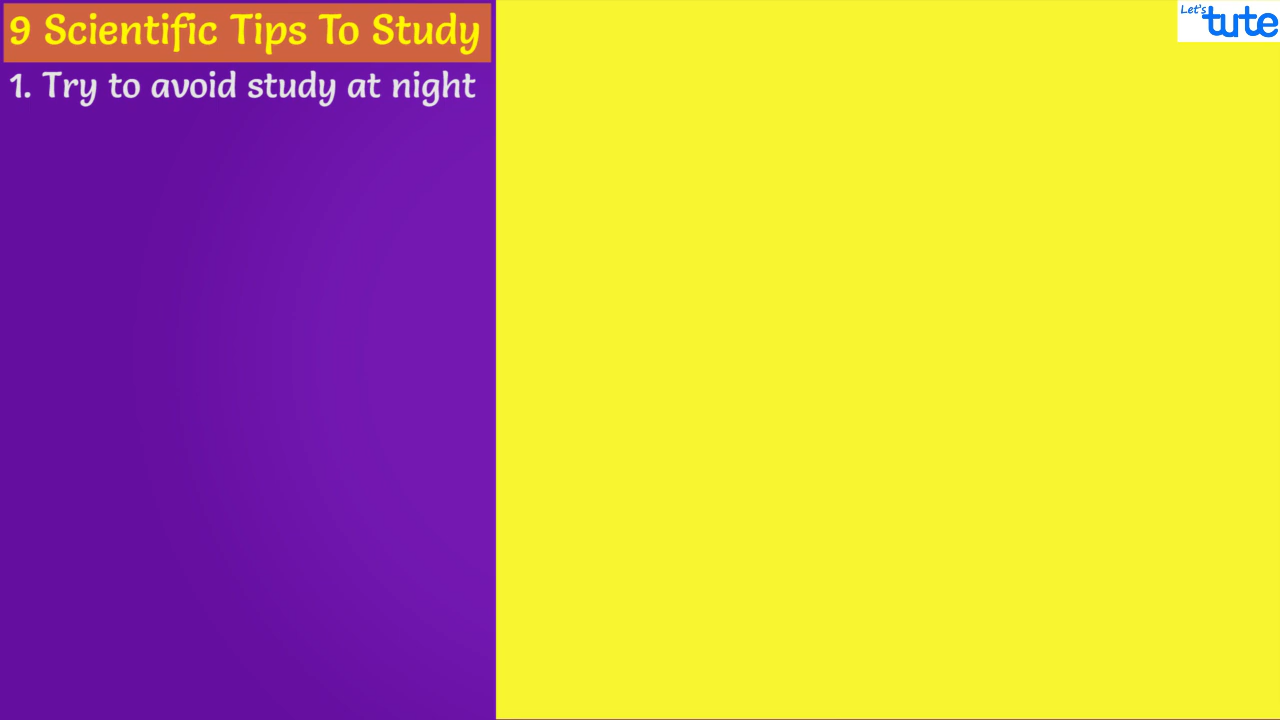 9 Scientific Tips To Study
1. Try to avoid study at night
Let's
tute